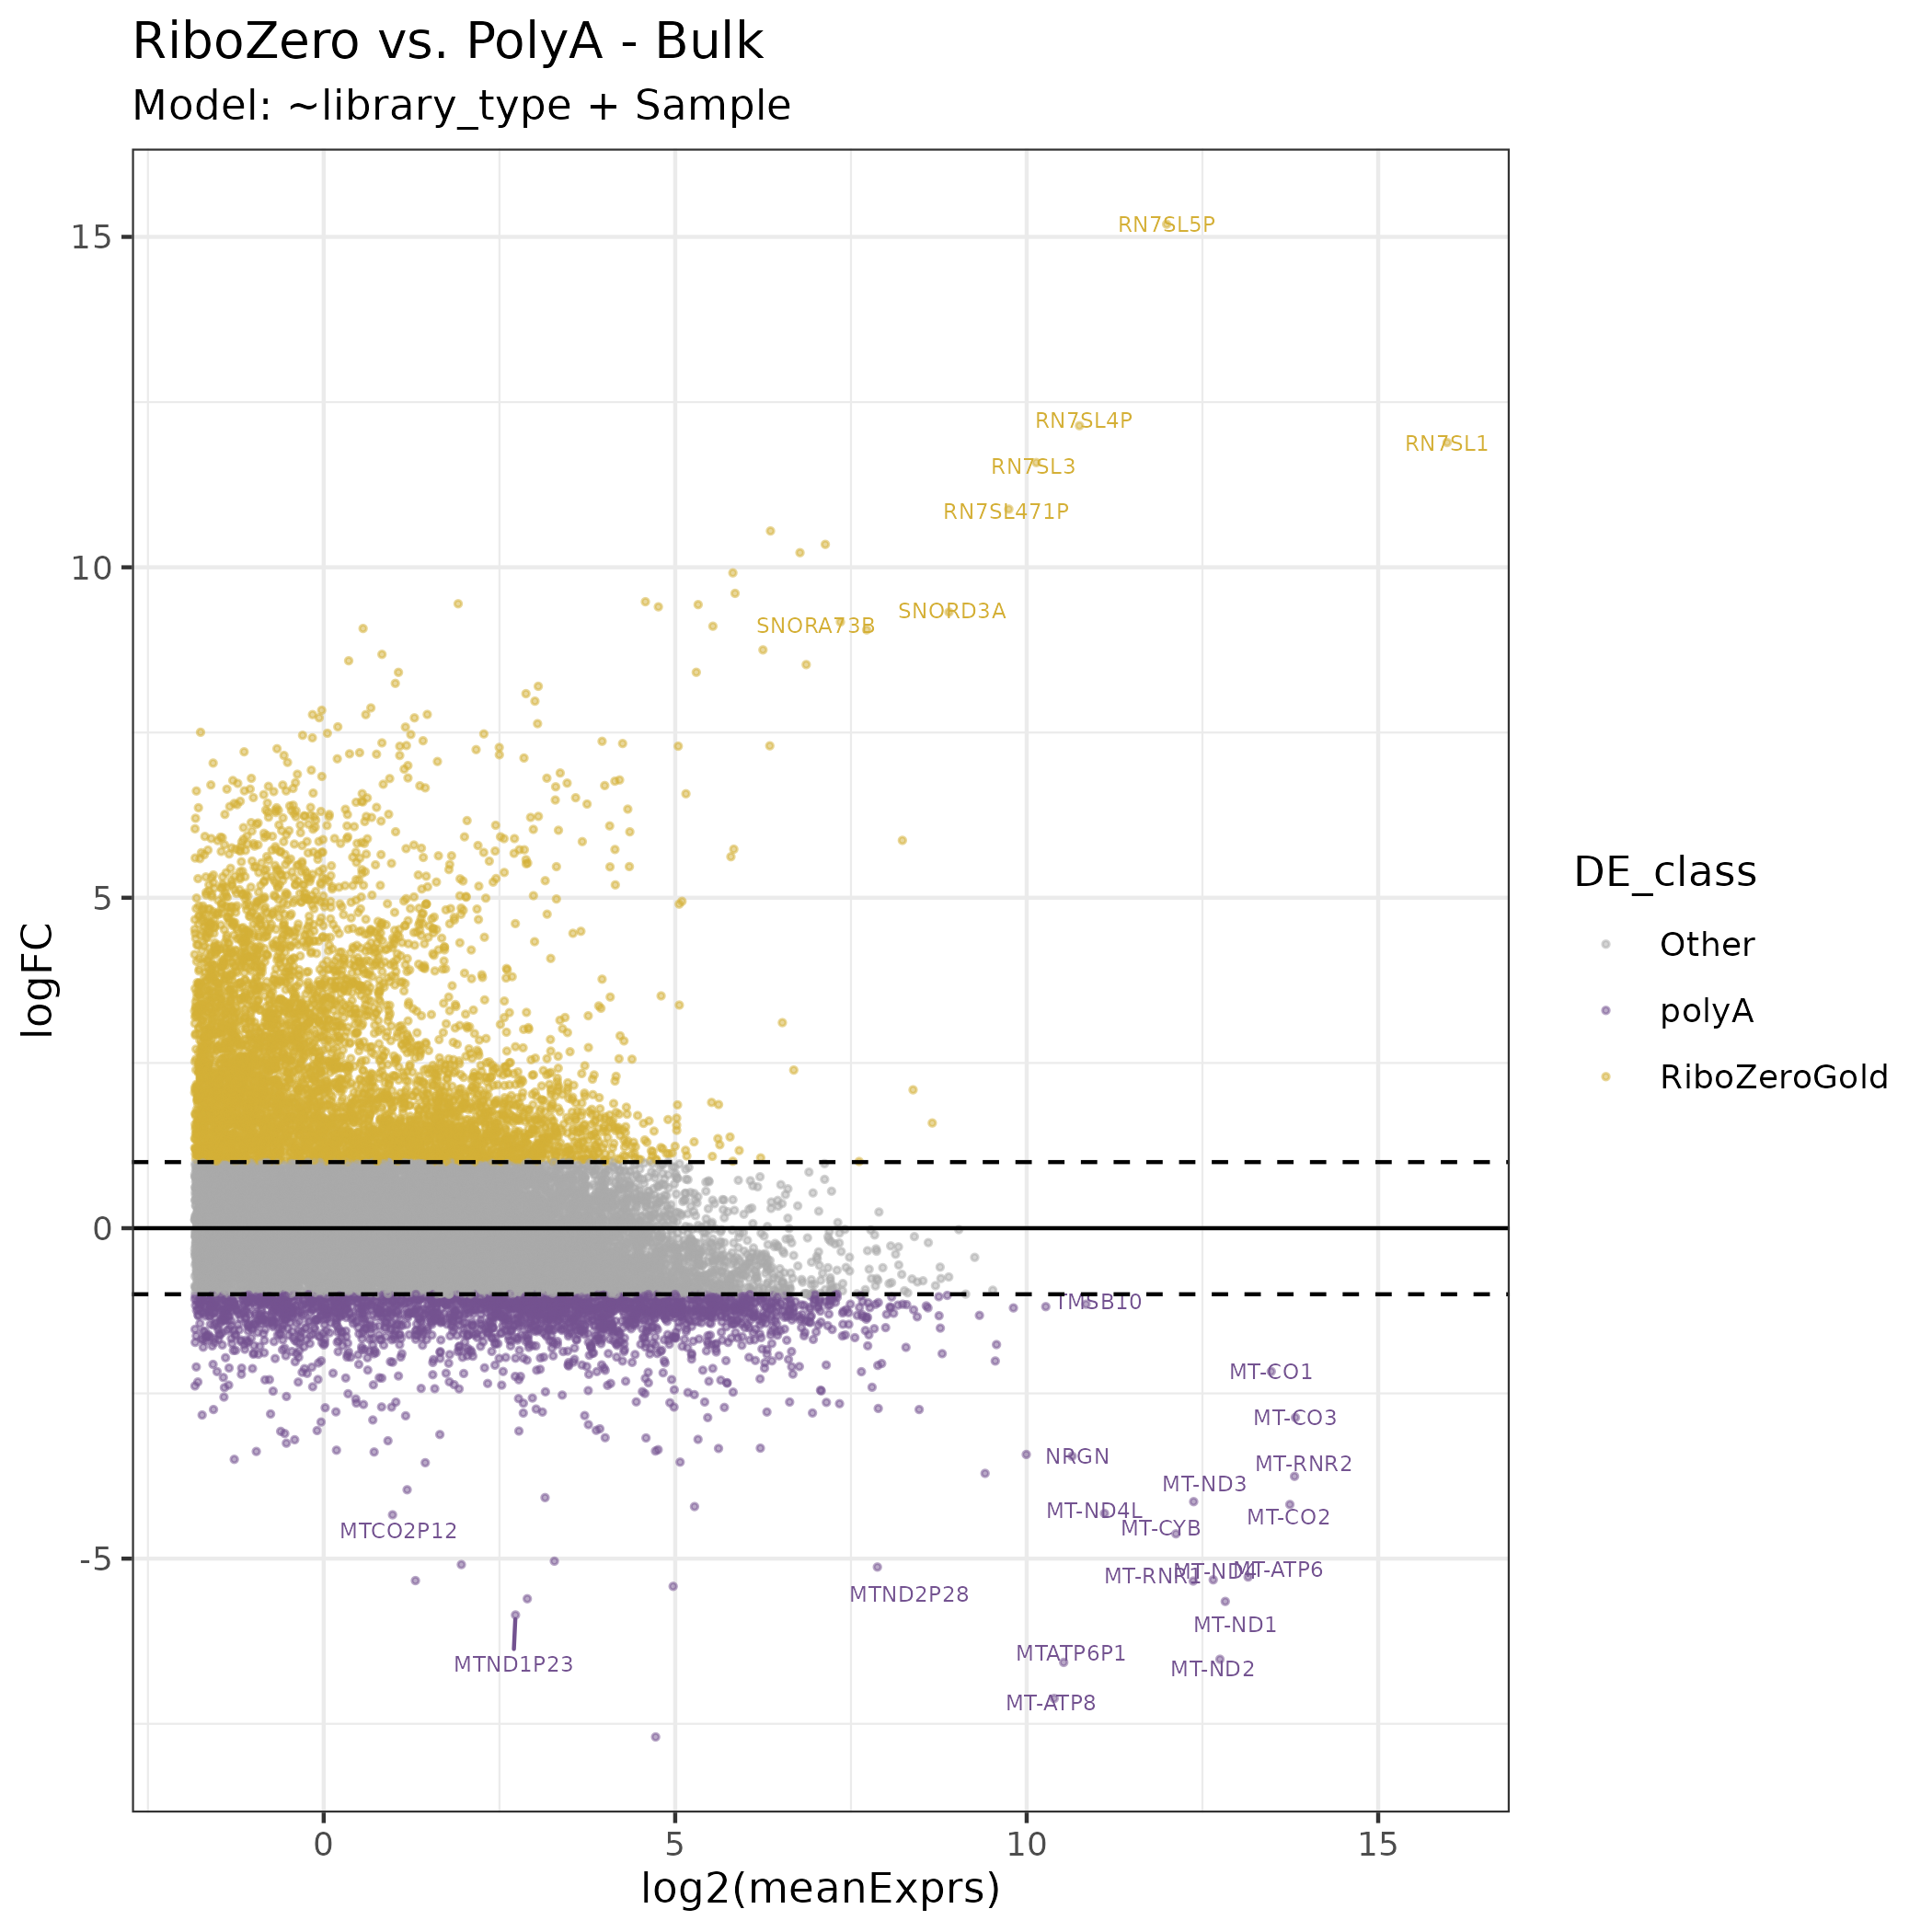 RiboZero vs. PolyA - Bulk
Model: ~library_type + Sample
logFC
15
10
5
0
-5
RN7SL5P
RN7SL4P
RN7SL1
RN7SL3
RN7SL471P
SNORD3A
SNORA73B
TMSB10
MT-CO1
MT-CO3
NRGN
MT-RNR2
MT-ND3
MT-ND4L
MT-CO2
MT-CYB
MTCO2P12
MT-RNR1
MT-ND4
MT-ATP6
MTND2P28
MT-ND1
MTATP6P1
MTND1P23
MT-ND2
MT-ATP8
0
5
10
15
log2(meanExprs)
DE_class
Other
polyA
RiboZeroGold